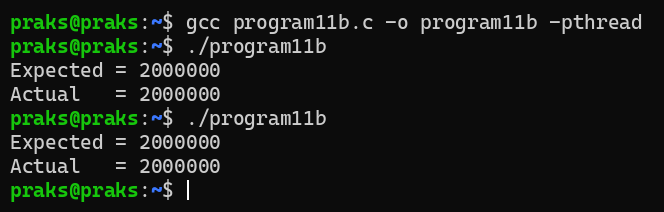 praks@praks:~$ gcc program11b.c -o program11b -pthread
praks@praks:~$ ./program11b
Expected = 2000000
Actual   = 2000000
praks@praks:~$ ./program11b
Expected = 2000000
Actual   = 2000000
praks@praks:~$